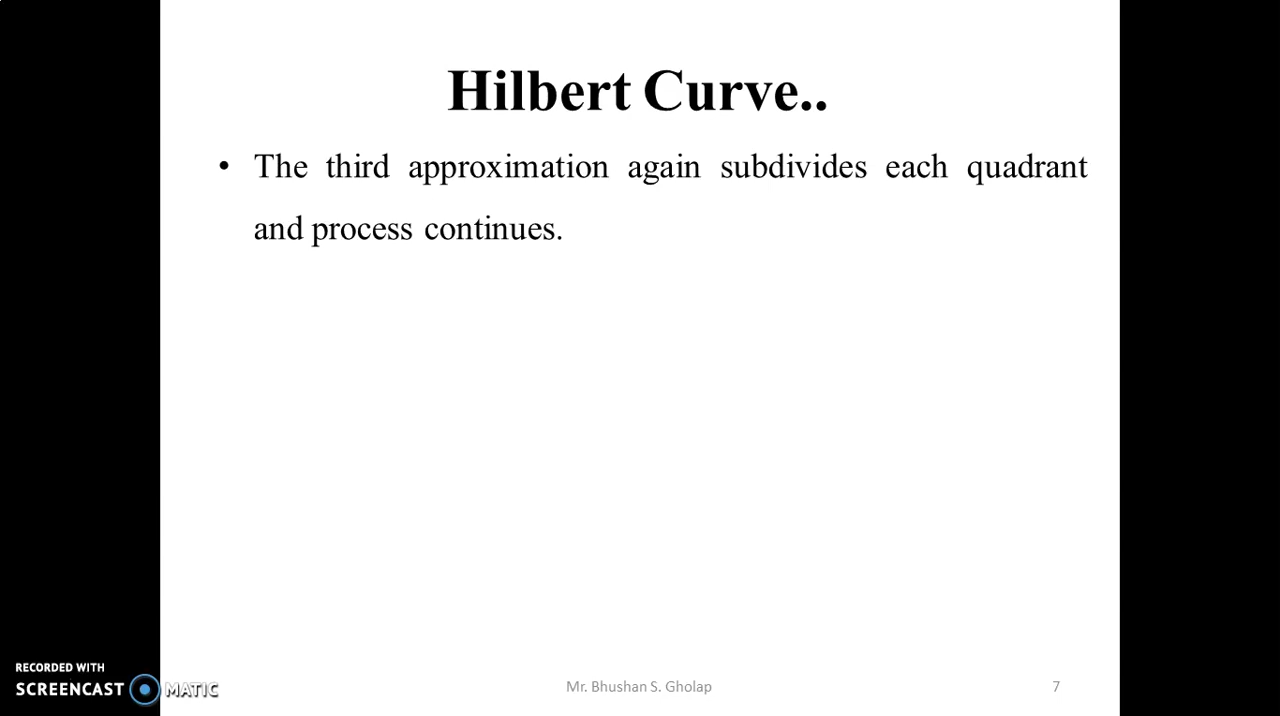 Hilbert Curve..
• The third approximation again subdivides each quadrant
and process continues.
RECORDED WITH
SCREENCAST MATIC
Mr. Bhushan S. Gholap
7